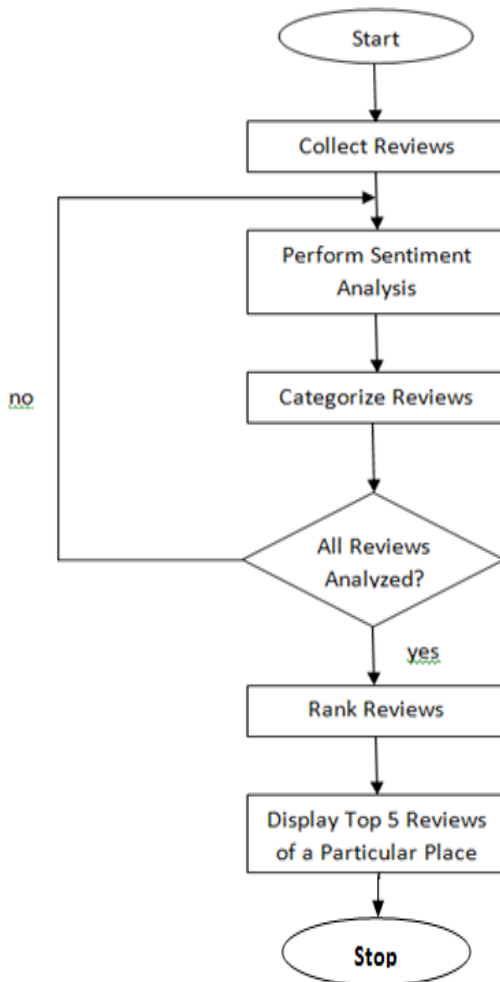 Start
Collect Reviews
Perform Sentiment
Analysis
no
Categorize Reviews
All Reviews
Analyzed?
yes
Rank Reviews
Display Top 5 Reviews
of a Particular Place
Stop